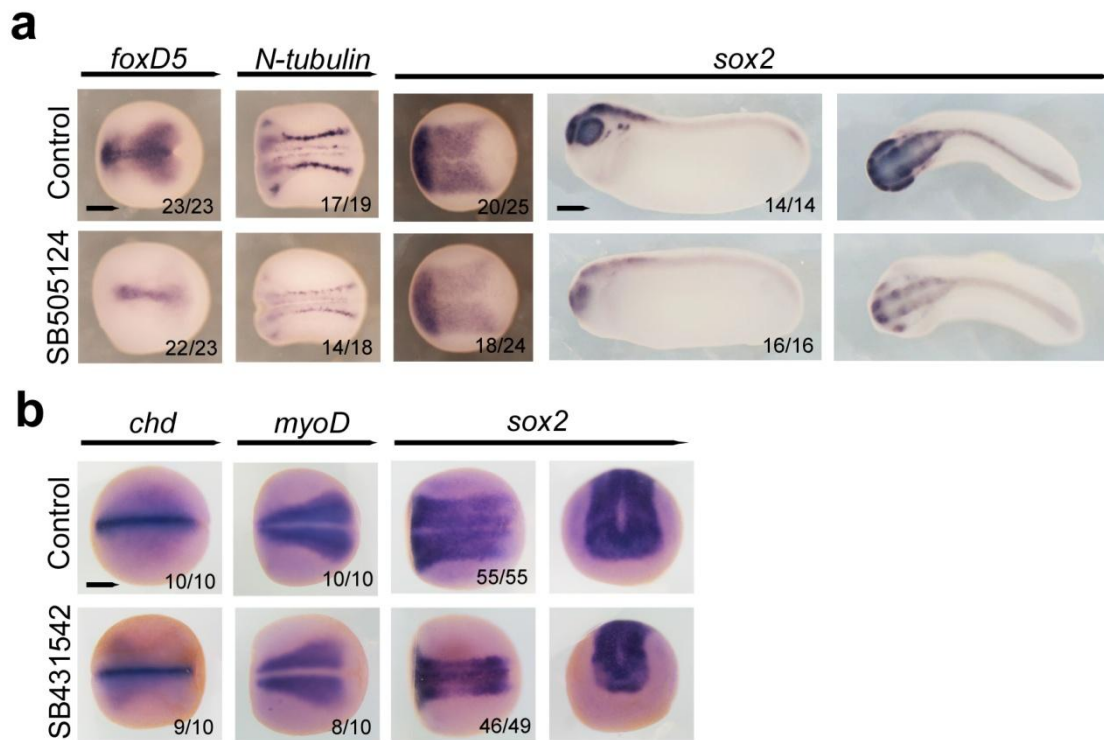 a
foxD5 N-tubulin sox2
Control
23/23 17/19 20/25 14/14
SB505124
22/23 14/18 18/24 16/16
b
chd myoD sox2
Control
10/10 10/10 55/55
SB431542
9/10 8/10 46/49